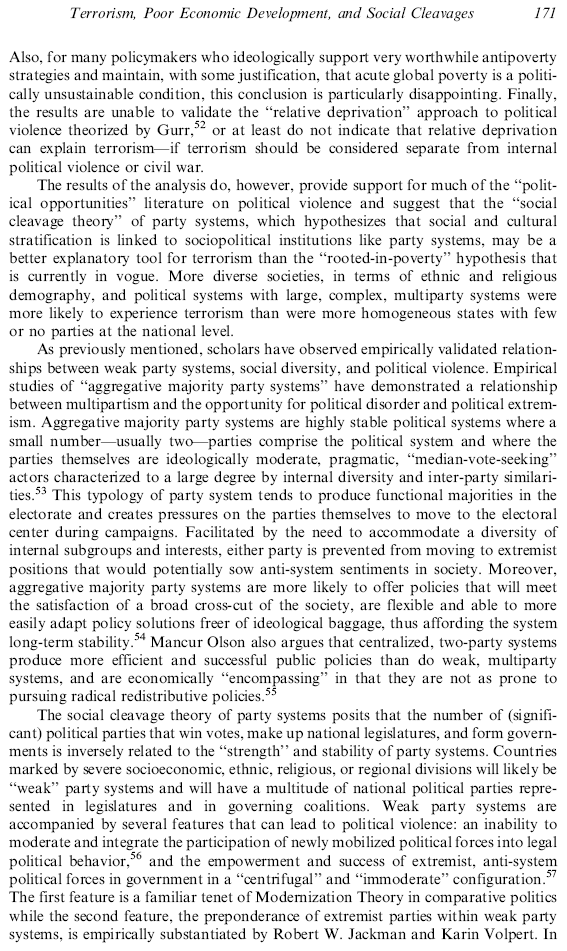 Terrorism, Poor Economic Development, and Social Cleavages 171
Also, for many policymakers who ideologically support very worthwhile antipoverty
strategies and maintain, with some justification, that acute global poverty is a politi-
cally unsustainable condition, this conclusion is particularly disappointing. Finally,
the results are unable to validate the ‘‘relative deprivation’’ approach to political
violence theorized by Gurr,52 or at least do not indicate that relative deprivation
can explain terrorism—if terrorism should be considered separate from internal
political violence or civil war.
The results of the analysis do, however, provide support for much of the ‘‘polit-
ical opportunities’’ literature on political violence and suggest that the ‘‘social
cleavage theory’’ of party systems, which hypothesizes that social and cultural
stratification is linked to sociopolitical institutions like party systems, may be a
better explanatory tool for terrorism than the ‘‘rooted-in-poverty’’ hypothesis that
is currently in vogue. More diverse societies, in terms of ethnic and religious
demography, and political systems with large, complex, multiparty systems were
more likely to experience terrorism than were more homogeneous states with few
or no parties at the national level.
As previously mentioned, scholars have observed empirically validated relation-
ships between weak party systems, social diversity, and political violence. Empirical
studies of ‘‘aggregative majority party systems’’ have demonstrated a relationship
between multipartism and the opportunity for political disorder and political extrem-
ism. Aggregative majority party systems are highly stable political systems where a
small number—usually two—parties comprise the political system and where the
parties themselves are ideologically moderate, pragmatic, ‘‘median-vote-seeking’’
actors characterized to a large degree by internal diversity and inter-party similari-
ties.53 This typology of party system tends to produce functional majorities in the
electorate and creates pressures on the parties themselves to move to the electoral
center during campaigns. Facilitated by the need to accommodate a diversity of
internal subgroups and interests, either party is prevented from moving to extremist
positions that would potentially sow anti-system sentiments in society. Moreover,
aggregative majority party systems are more likely to offer policies that will meet
the satisfaction of a broad cross-cut of the society, are flexible and able to more
easily adapt policy solutions freer of ideological baggage, thus affording the system
long-term stability.54 Mancur Olson also argues that centralized, two-party systems
produce more efficient and successful public policies than do weak, multiparty
systems, and are economically ‘‘encompassing’’ in that they are not as prone to
pursuing radical redistributive policies.55
The social cleavage theory of party systems posits that the number of (signifi-
cant) political parties that win votes, make up national legislatures, and form govern-
ments is inversely related to the ‘‘strength’’ and stability of party systems. Countries
marked by severe socioeconomic, ethnic, religious, or regional divisions will likely be
‘‘weak’’ party systems and will have a multitude of national political parties repre-
sented in legislatures and in governing coalitions. Weak party systems are
accompanied by several features that can lead to political violence: an inability to
moderate and integrate the participation of newly mobilized political forces into legal
political behavior,56 and the empowerment and success of extremist, anti-system
political forces in government in a ‘‘centrifugal’’ and ‘‘immoderate’’ configuration.57
The first feature is a familiar tenet of Modernization Theory in comparative politics
while the second feature, the preponderance of extremist parties within weak party
systems, is empirically substantiated by Robert W. Jackman and Karin Volpert. In